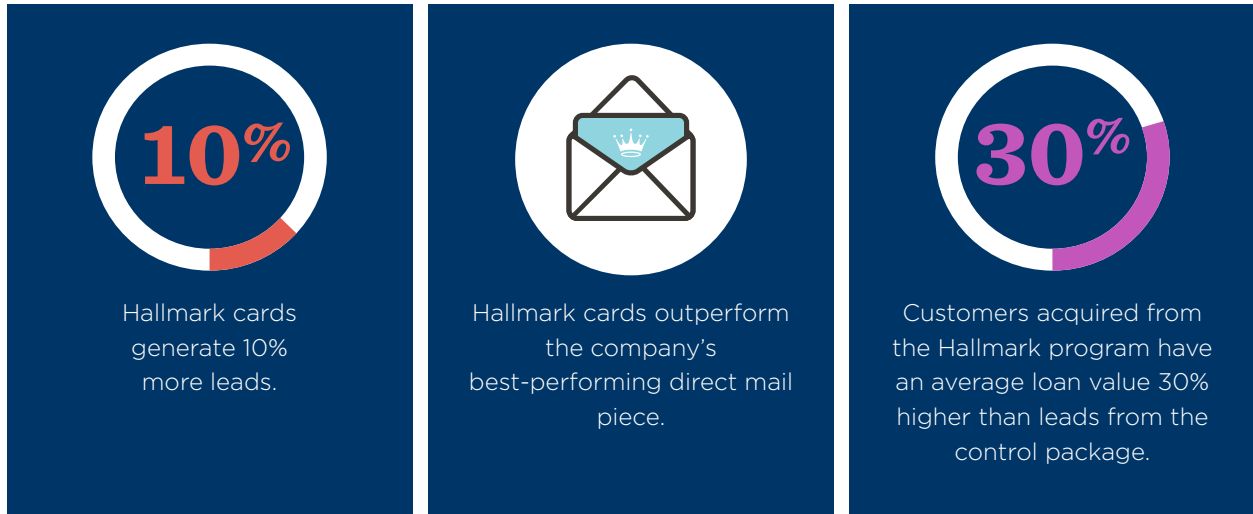 10%
Hallmark cards
generate 10%
more leads.
Hallmark cards outperform
the company’s
best-performing direct mail
piece.
30%
Customers acquired from
the Hallmark program have
an average loan value 30%
higher than leads from the
control package.